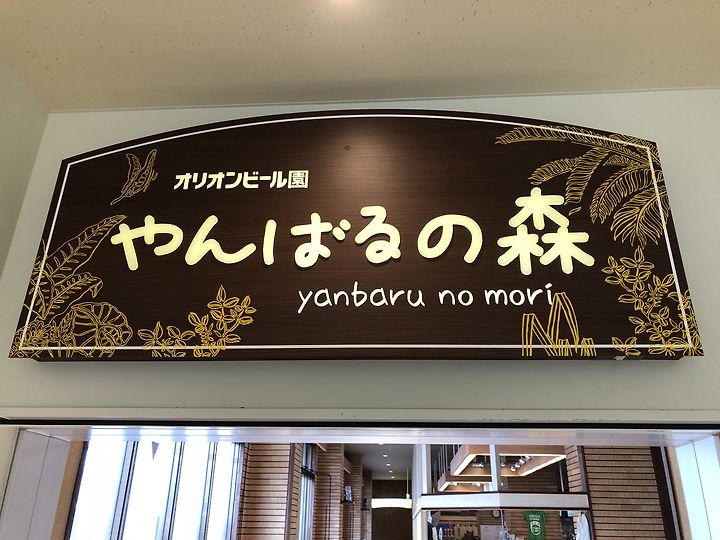 オリオンビール園
やんばるの森
yanbaru no mori